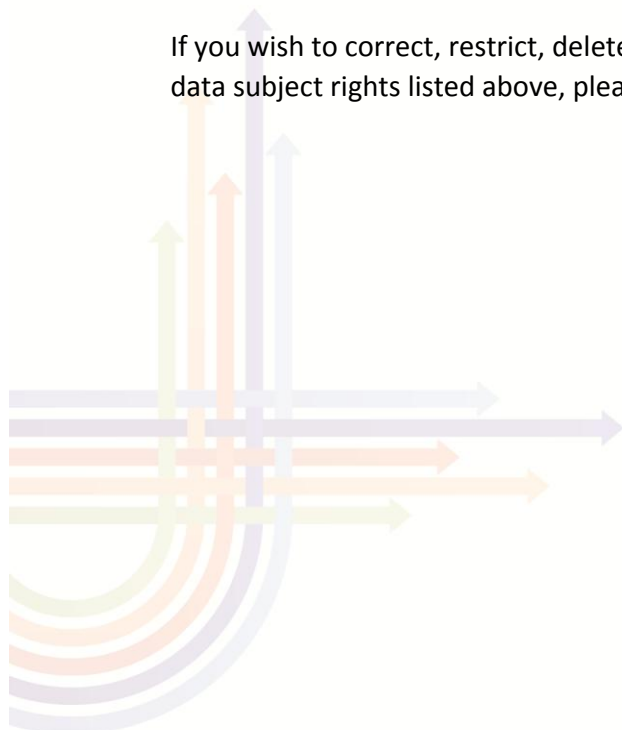 If you wish to correct, restrict, delete
data subject rights listed above, plea